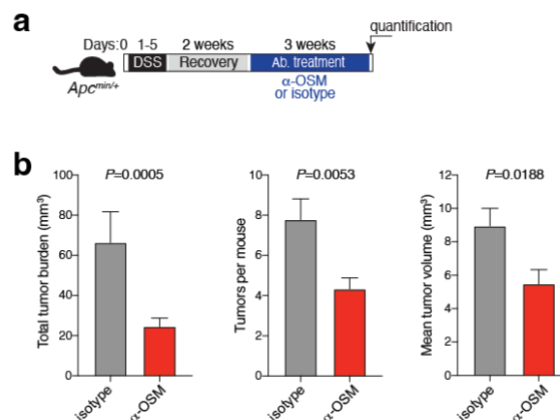 a
quantification
Days:0 1-5 2 weeks 3 weeks
DSS Recovery Ab. treatment
Apcmin/+
α-OSM
or isotype
b
P=0.0005
Total tumor burden (mm³)
100
80
60
40
20
0
isotype
α-OSM
P=0.0053
Tumors per mouse
10
8
6
4
2
0
isotype
α-OSM
P=0.0188
Mean tumor volume (mm³)
12
10
8
6
4
2
0
isotype
α-OSM